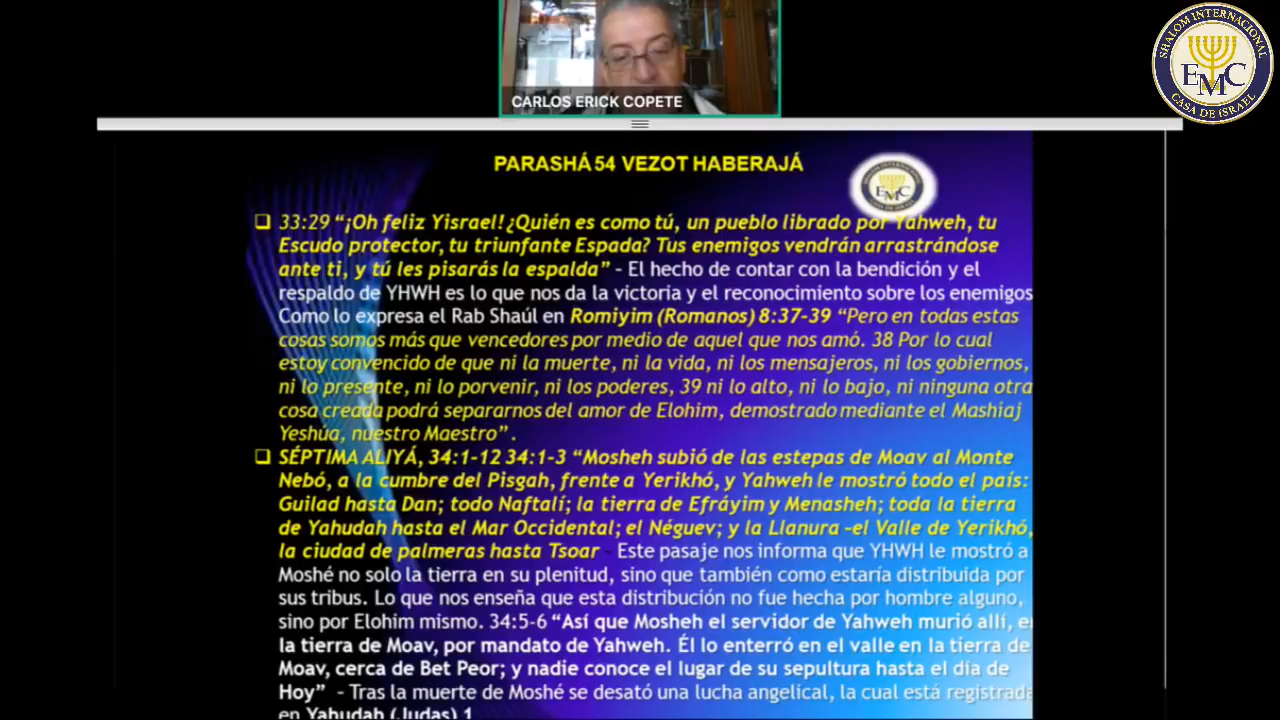 SHALOM INTERNACIONAL
EMC
CASA DE ISRAEL
CARLOS ERICK COPETE
PARASHÁ 54 VEZOT HABERAJÁ
EMC
❑ 33:29 “¡Oh feliz Yisrael! ¿Quién es como tú, un pueblo librado por Yahweh, tu
Escudo protector, tu triunfante Espada? Tus enemigos vendrán arrastrándose
ante ti, y tú les pisarás la espalda” – El hecho de contar con la bendición y el
respaldo de YHWH es lo que nos da la victoria y el reconocimiento sobre los enemigos
Como lo expresa el Rab Shaúl en Romiyim (Romanos) 8:37-39 “Pero en todas estas
cosas somos más que vencedores por medio de aquel que nos amó. 38 Por lo cual
estoy convencido de que ni la muerte, ni la vida, ni los mensajeros, ni los gobiernos,
ni lo presente, ni lo porvenir, ni los poderes, 39 ni lo alto, ni lo bajo, ni ninguna otra
cosa creada podrá separarnos del amor de Elohim, demostrado mediante el Mashiaj
Yeshúa, nuestro Maestro”.
❑ SÉPTIMA ALIYÁ, 34:1-12 34:1-3 “Mosheh subió de las estepas de Moav al Monte
Nebó, a la cumbre del Pisgah, frente a Yerikhó, y Yahweh le mostró todo el país:
Guilad hasta Dan; todo Naftalí; la tierra de Efráyim y Menasheh; toda la tierra
de Yahudah hasta el Mar Occidental; el Néguev; y la Llanura –el Valle de Yerikhó,
la ciudad de palmeras hasta Tsoar – Este pasaje nos informa que YHWH le mostró a
Moshé no solo la tierra en su plenitud, sino que también como estaría distribuida por
sus tribus. Lo que nos enseña que esta distribución no fue hecha por hombre alguno,
sino por Elohim mismo. 34:5-6 “Así que Mosheh el servidor de Yahweh murió allí, e
la tierra de Moav, por mandato de Yahweh. Él lo enterró en el valle en la tierra de
Moav, cerca de Bet Peor; y nadie conoce el lugar de su sepultura hasta el día de
Hoy” – Tras la muerte de Moshé se desató una lucha angelical, la cual está registrada
en Yahudah (Judas) 1